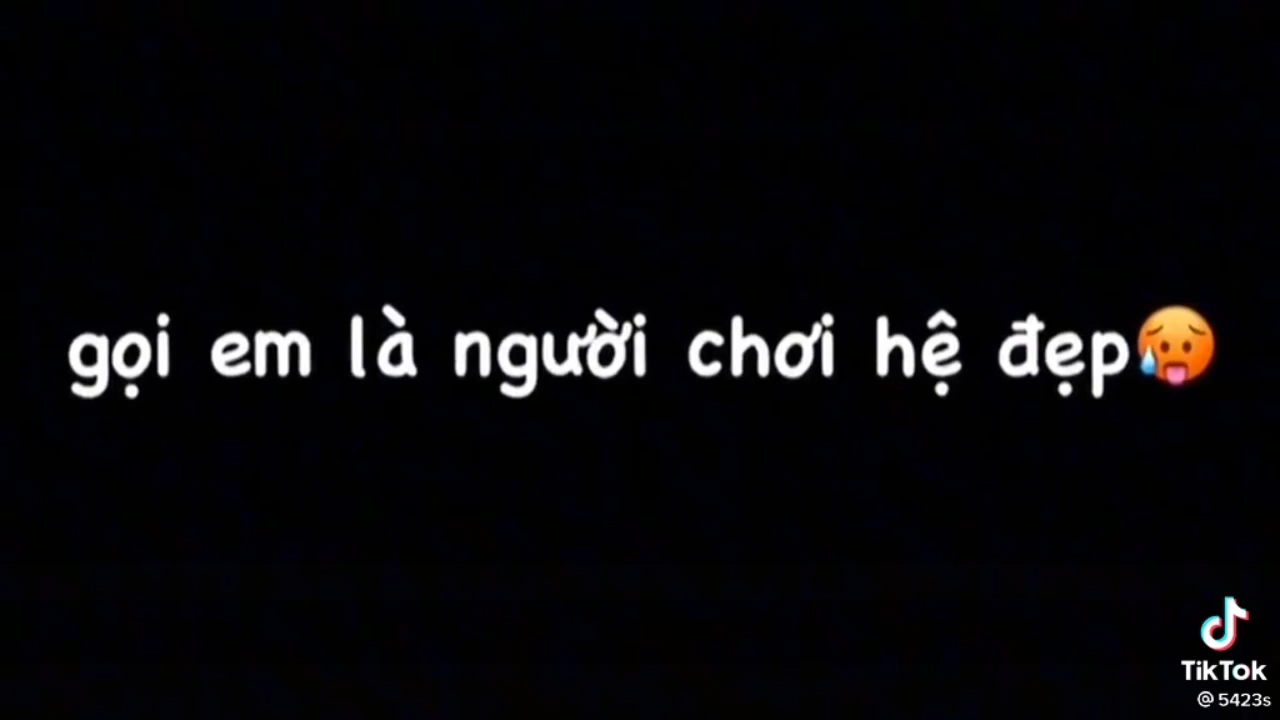 gọi em là người chơi hệ đẹp🥵
TikTok
@ 5423s